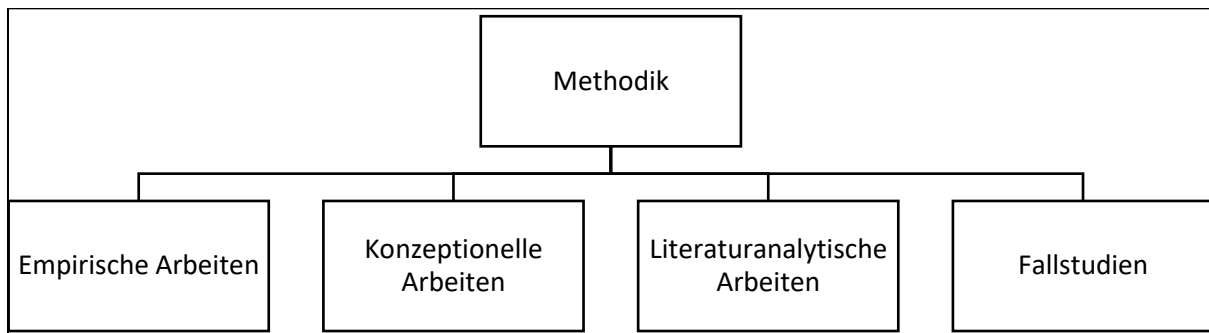 Methodik
Empirische Arbeiten
Konzeptionelle
Arbeiten
Literaturanalytische
Arbeiten
Fallstudien